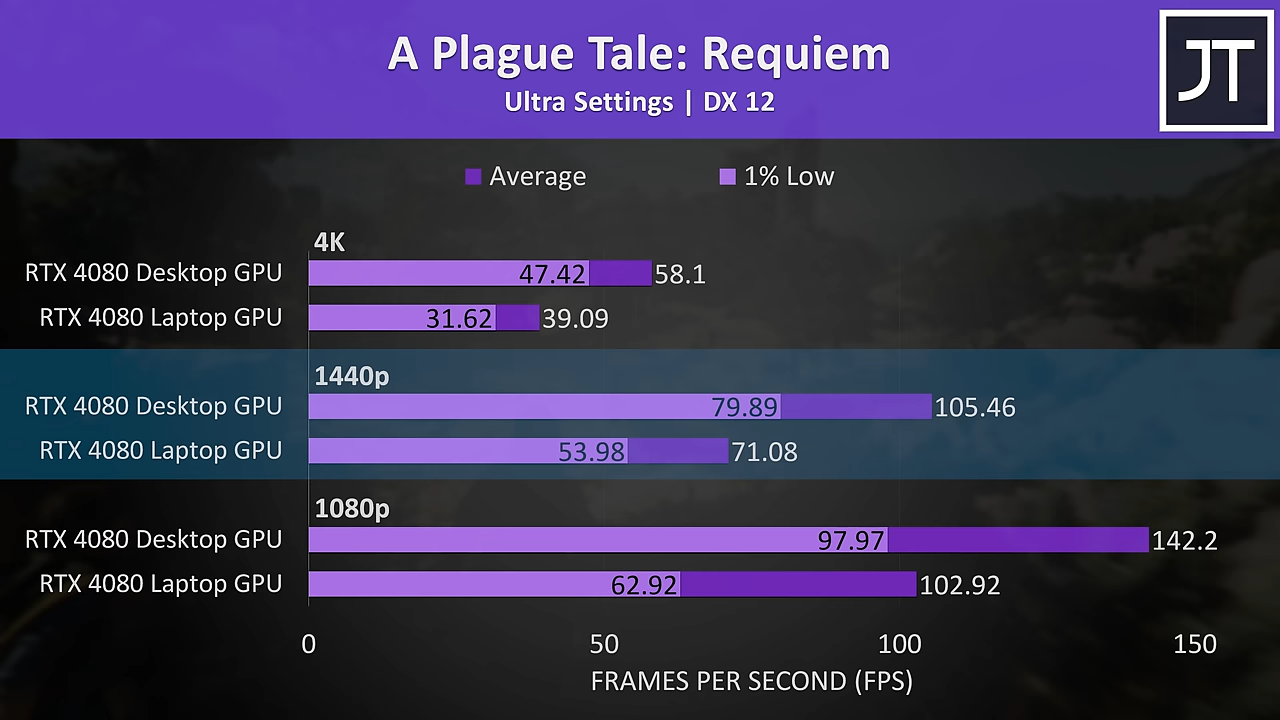 A Plague Tale: Requiem
JT
Ultra Settings | DX 12
Average 1% Low
4K
RTX 4080 Desktop GPU 47.42 58.1
RTX 4080 Laptop GPU 31.62 39.09
1440p
RTX 4080 Desktop GPU 79.89 105.46
RTX 4080 Laptop GPU 53.98 71.08
1080p
RTX 4080 Desktop GPU 97.97 142.2
RTX 4080 Laptop GPU 62.92 102.92
0 50 100 150
FRAMES PER SECOND (FPS)